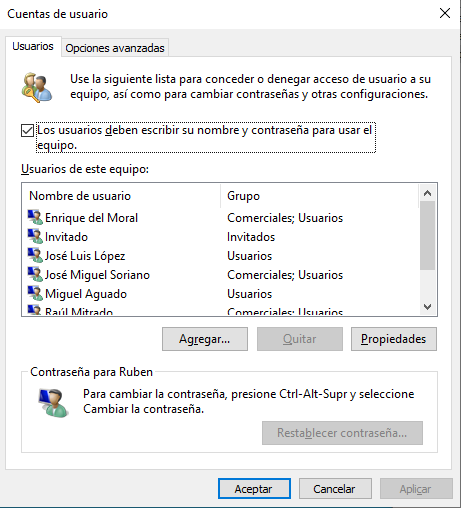 Cuentas de usuario
Usuarios
Opciones avanzadas
Use la siguiente lista para conceder o denegar acceso de usuario a su
equipo, así como para cambiar contraseñas y otras configuraciones.
Los usuarios deben escribir su nombre y contraseña para usar el
equipo.
Usuarios de este equipo:
Nombre de usuario Grupo
Enrique del Moral Comerciales; Usuarios
Invitado Invitados
José Luis López Usuarios
José Miguel Soriano Comerciales; Usuarios
Miguel Aguado Usuarios
Raúl Mitrado Comerciales; Usuarios
Agregar... Quitar Propiedades
Contraseña para Ruben
Para cambiar la contraseña, presione Ctrl-Alt-Supr y seleccione
Cambiar la contraseña.
Restablecer contraseña...
Aceptar Cancelar Aplicar